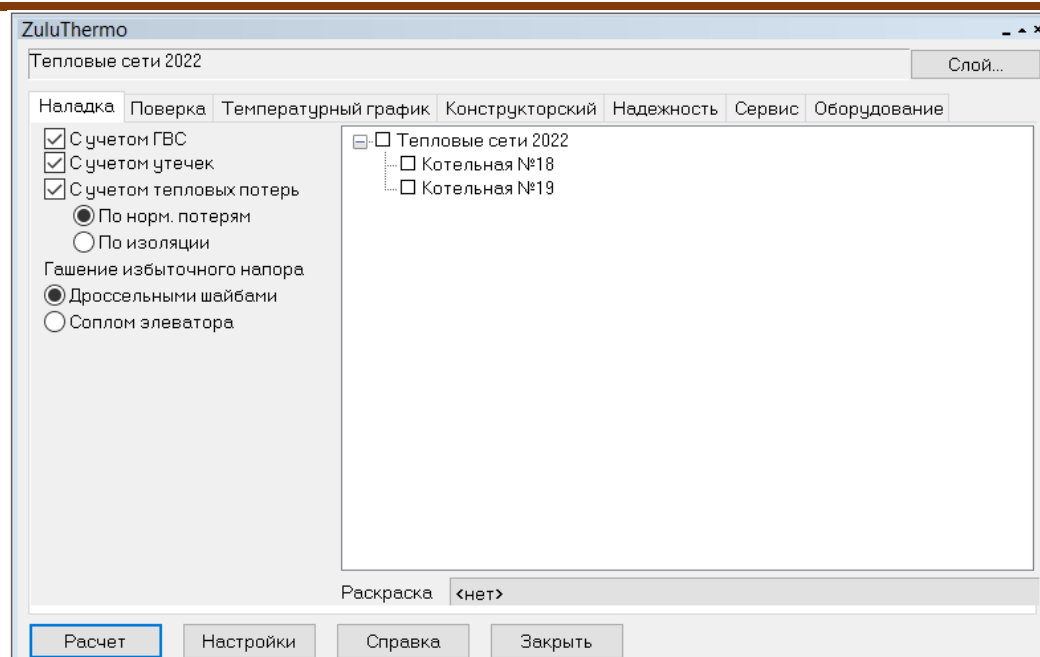 ZuluThermo
Тепловые сети 2022
Слой...
Наладка Поверка Температурный график Конструкторский Надежность Сервис Оборудование
С учетом ГВС
С учетом утечек
С учетом тепловых потерь
По норм. потерям
По изоляции
Гашение избыточного напора
Дроссельными шайбами
Соплом элеватора
Тепловые сети 2022
Котельная №18
Котельная №19
Раскраска <нет>
Расчет Настройки Справка Закрыть